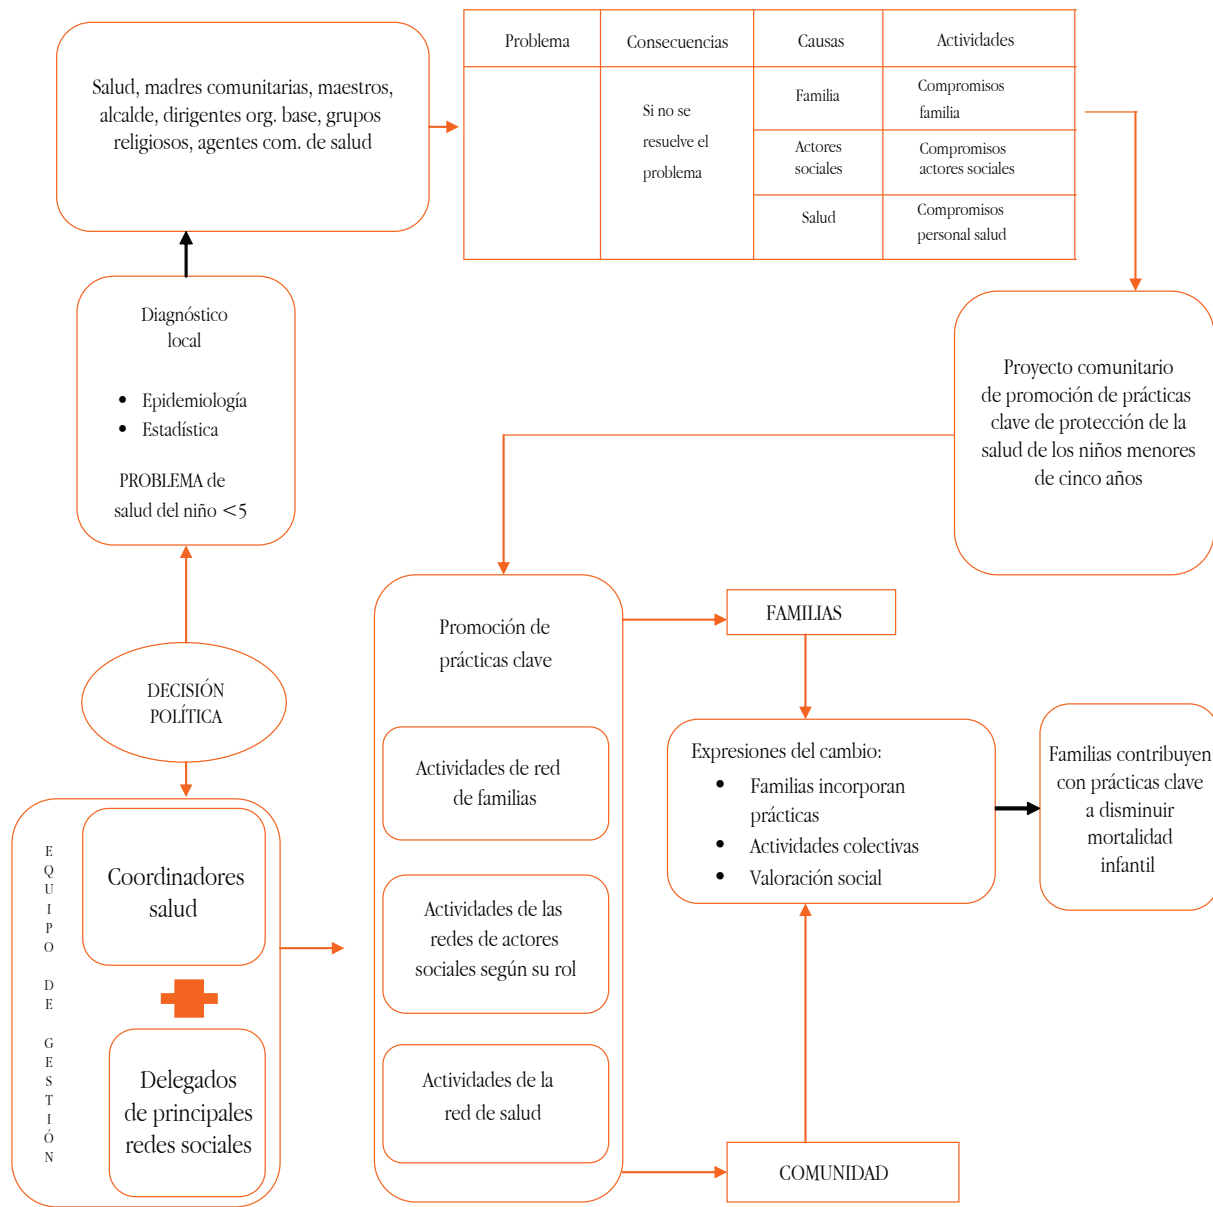 Salud, madres comunitarias, maestros,
alcalde, dirigentes org. base, grupos
religiosos, agentes com. de salud
Problema
Consecuencias
Causas
Actividades
Si no se
resuelve el
problema
Familia
Compromisos
familia
Actores
sociales
Compromisos
actores sociales
Salud
Compromisos
personal salud
Diagnóstico
local
• Epidemiología
• Estadística
PROBLEMA de
salud del niño <5
Proyecto comunitario
de promoción de prácticas
clave de protección de la
salud de los niños menores
de cinco años
DECISIÓN
POLÍTICA
EQUIPO DE GESTIÓN
Coordinadores
salud
Delegados
de principales
redes sociales
Promoción de
prácticas clave
Actividades de red
de familias
Actividades de las
redes de actores
sociales según su rol
Actividades de la
red de salud
FAMILIAS
Expresiones del cambio:
• Familias incorporan
prácticas
• Actividades colectivas
• Valoración social
COMUNIDAD
Familias contribuyen
con prácticas clave
a disminuir
mortalidad
infantil